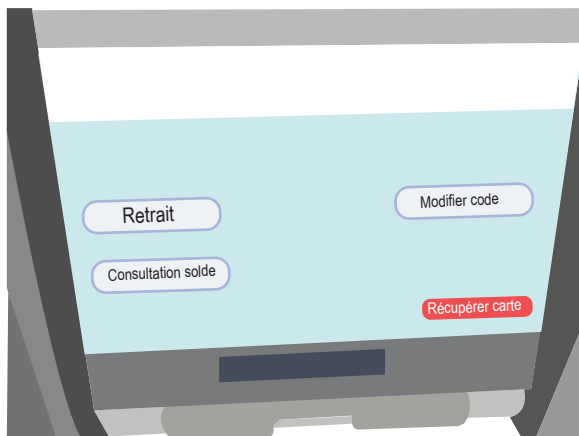 Retrait
Modifier code
Consultation solde
Récupérer carte